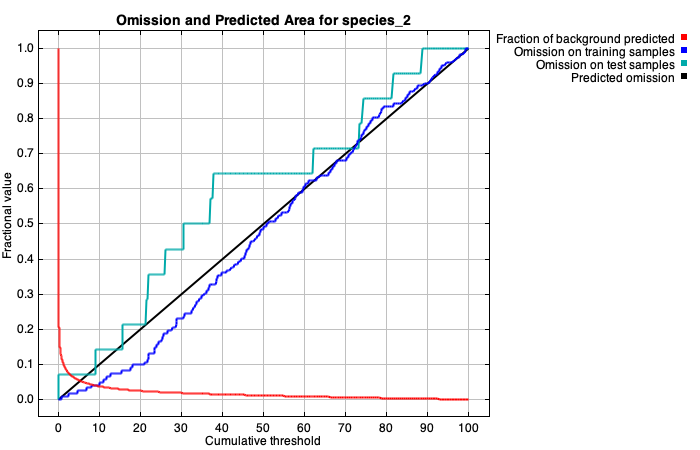 Omission and Predicted Area for species_2
Fraction of background predicted
Omission on training samples
Omission on test samples
Predicted omission
Fractional value
1.0
0.9
0.8
0.7
0.6
0.5
0.4
0.3
0.2
0.1
0.0
0 10 20 30 40 50 60 70 80 90 100
Cumulative threshold